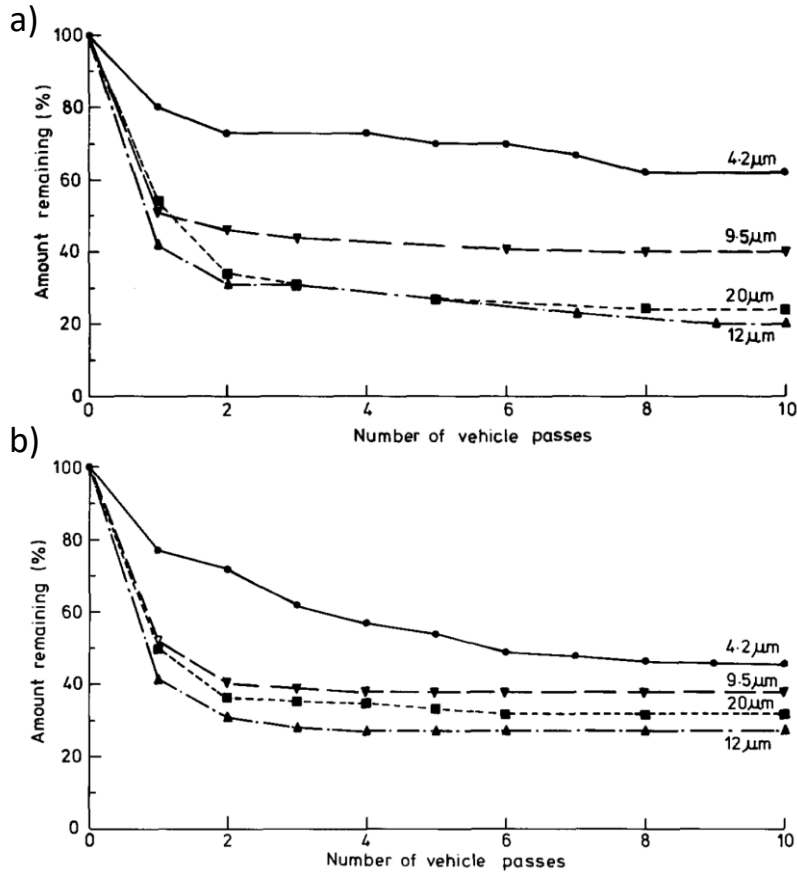 a)
100
80
60
40
20
0
Amount remaining (%)
4·2μm
9·5μm
20μm
12μm
0 2 4 6 8 10
Number of vehicle passes
b)
100
80
60
40
20
0
Amount remaining (%)
4·2μm
9·5μm
20μm
12μm
0 2 4 6 8 10
Number of vehicle passes